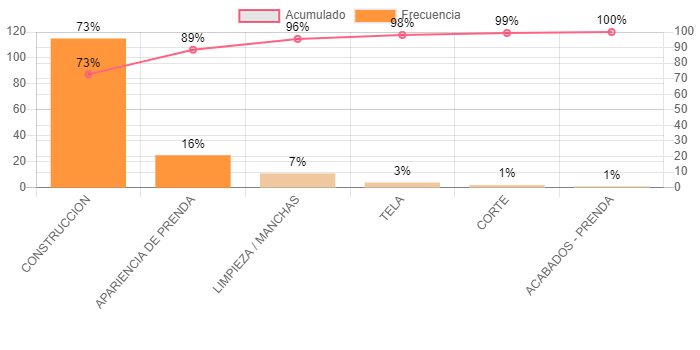 Acumulado Frecuencia
120 73% 89% 96% 98% 99% 100% 100
100 73% 90
80 80
60 70
40 16% 60
20 7% 3% 1% 1% 50
0 40
30
20
10
0
CONSTRUCCION
APARIENCIA DE PRENDA
LIMPIEZA / MANCHAS
TELA
CORTE
ACABADOS - PRENDA